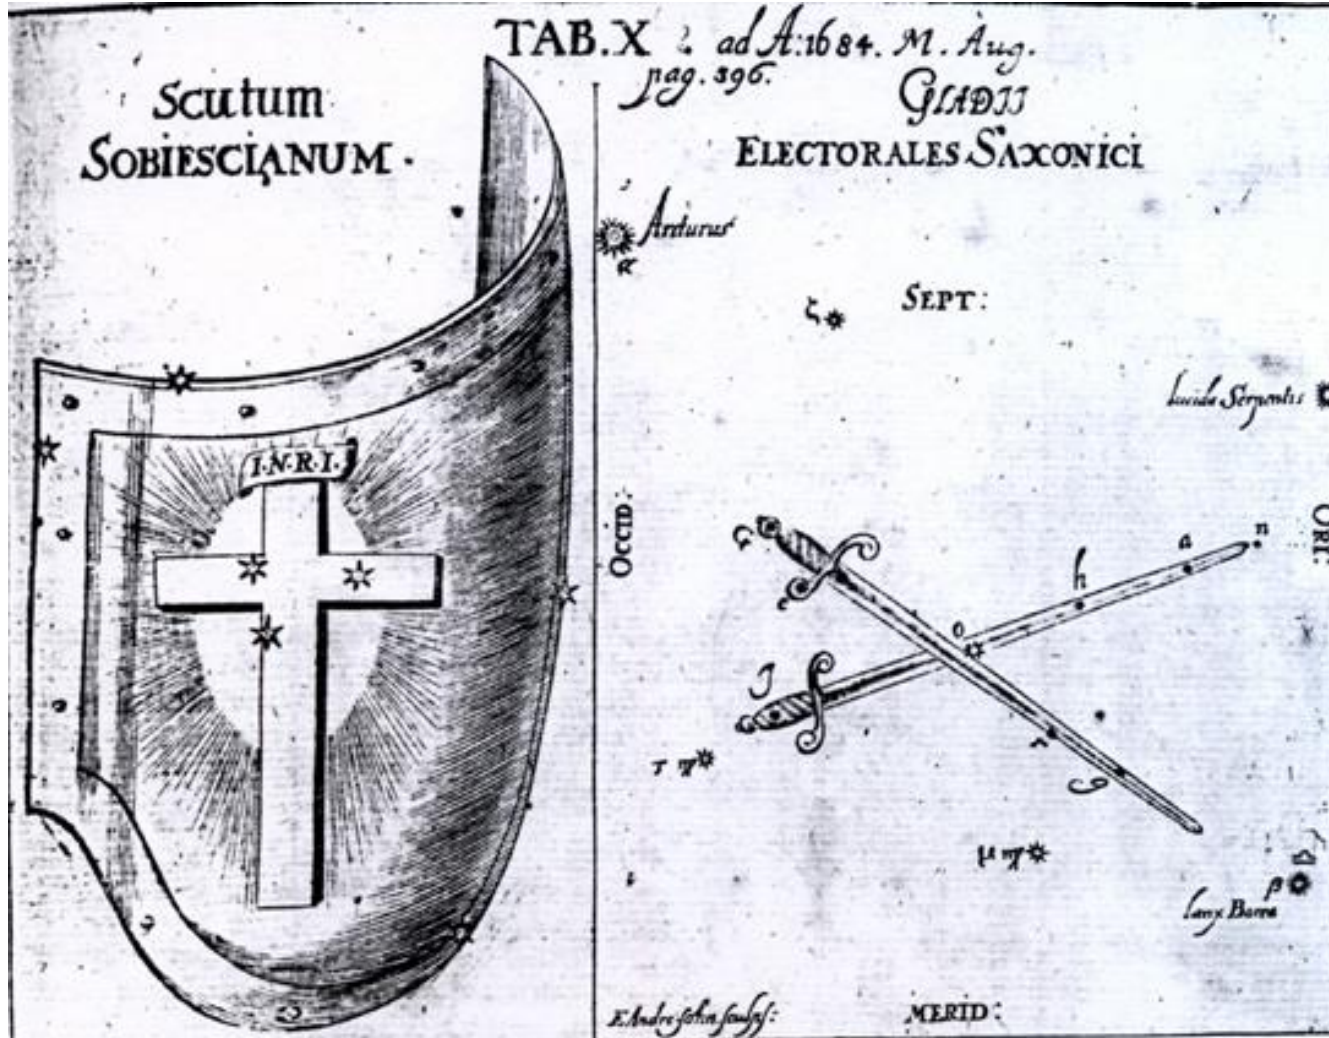 TAB. X ad A: 1684. M. Aug.
pag. 396.
Scutum
SOBIESCIANUM.
GLADII
ELECTORALES SAXONICI
Arcturus
α
ζ
SEPT:
lucida Serpentis
I. N. R. I.
OCCID:
ORI:
G
e
h
a
n
o
J
r
g
τ ♍
μ ♍
β
lanx Borea
MERID: